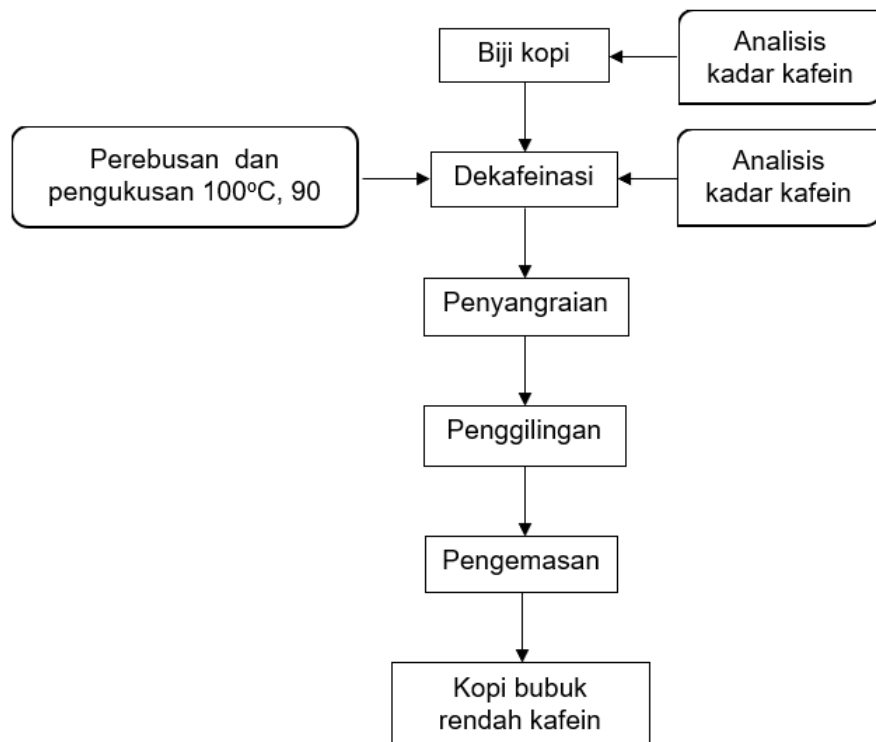 Biji kopi
Analisis
kadar kafein
Perebusan dan
pengukusan 100ºC, 90
Dekafeinasi
Analisis
kadar kafein
Penyangraian
Penggilingan
Pengemasan
Kopi bubuk
rendah kafein